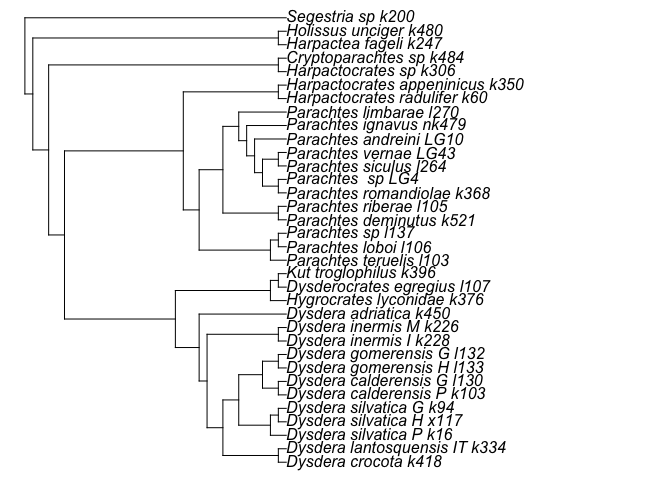 Segestria sp k200
Holissus unciger k480
Harpactea fageli k247
Cryptoparachtes sp k484
Harpactocrates sp k306
Harpactocrates appeninicus k350
Harpactocrates radulifer k60
Parachtes limbarae l270
Parachtes ignavus nk479
Parachtes andreini LG10
Parachtes vernae LG43
Parachtes siculus l264
Parachtes  sp LG4
Parachtes romandiolae k368
Parachtes riberae l105
Parachtes deminutus k521
Parachtes sp l137
Parachtes loboi l106
Parachtes teruelis l103
Kut troglophilus k396
Dysderocrates egregius l107
Hygrocrates lyconidae k376
Dysdera adriatica k450
Dysdera inermis M k226
Dysdera inermis I k228
Dysdera gomerensis G l132
Dysdera gomerensis H l133
Dysdera calderensis G l130
Dysdera calderensis P k103
Dysdera silvatica G k94
Dysdera silvatica H x117
Dysdera silvatica P k16
Dysdera lantosquensis IT k334
Dysdera crocota k418